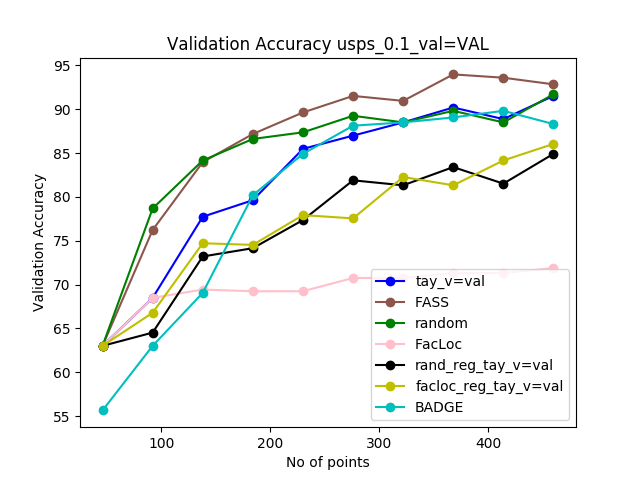 Validation Accuracy usps_0.1_val=VAL
95
90
85
80
75
70
65
60
55
Validation Accuracy
100
200
300
400
No of points
tay_v=val
FASS
random
FacLoc
rand_reg_tay_v=val
facloc_reg_tay_v=val
BADGE